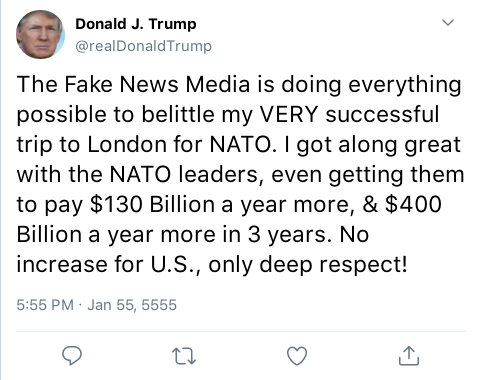 Donald J. Trump
@realDonaldTrump
The Fake News Media is doing everything
possible to belittle my VERY successful
trip to London for NATO. I got along great
with the NATO leaders, even getting them
to pay $130 Billion a year more, & $400
Billion a year more in 3 years. No
increase for U.S., only deep respect!
5:55 PM · Jan 55, 5555